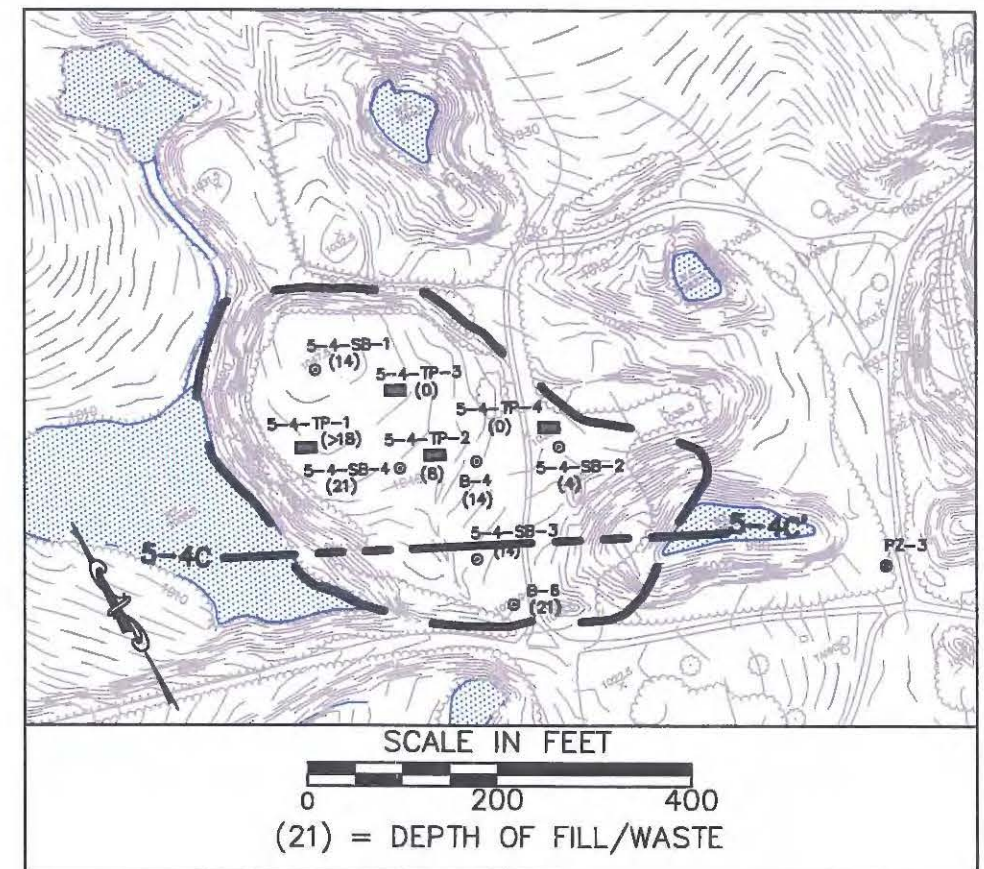 1030
5-4-SB-1
(14)
5-4-TP-3
(0)
5-4-TP-4
(0)
5-4-TP-1
(>18)
5-4-TP-2
(8)
5-4-SB-4
(21)
B-4
(14)
5-4-SB-2
(4)
5-4-SB-3
(14)
5-4C
5-4C'
PZ-3
1010
B-6
(21)
SCALE IN FEET
0 200 400
(21) = DEPTH OF FILL/WASTE